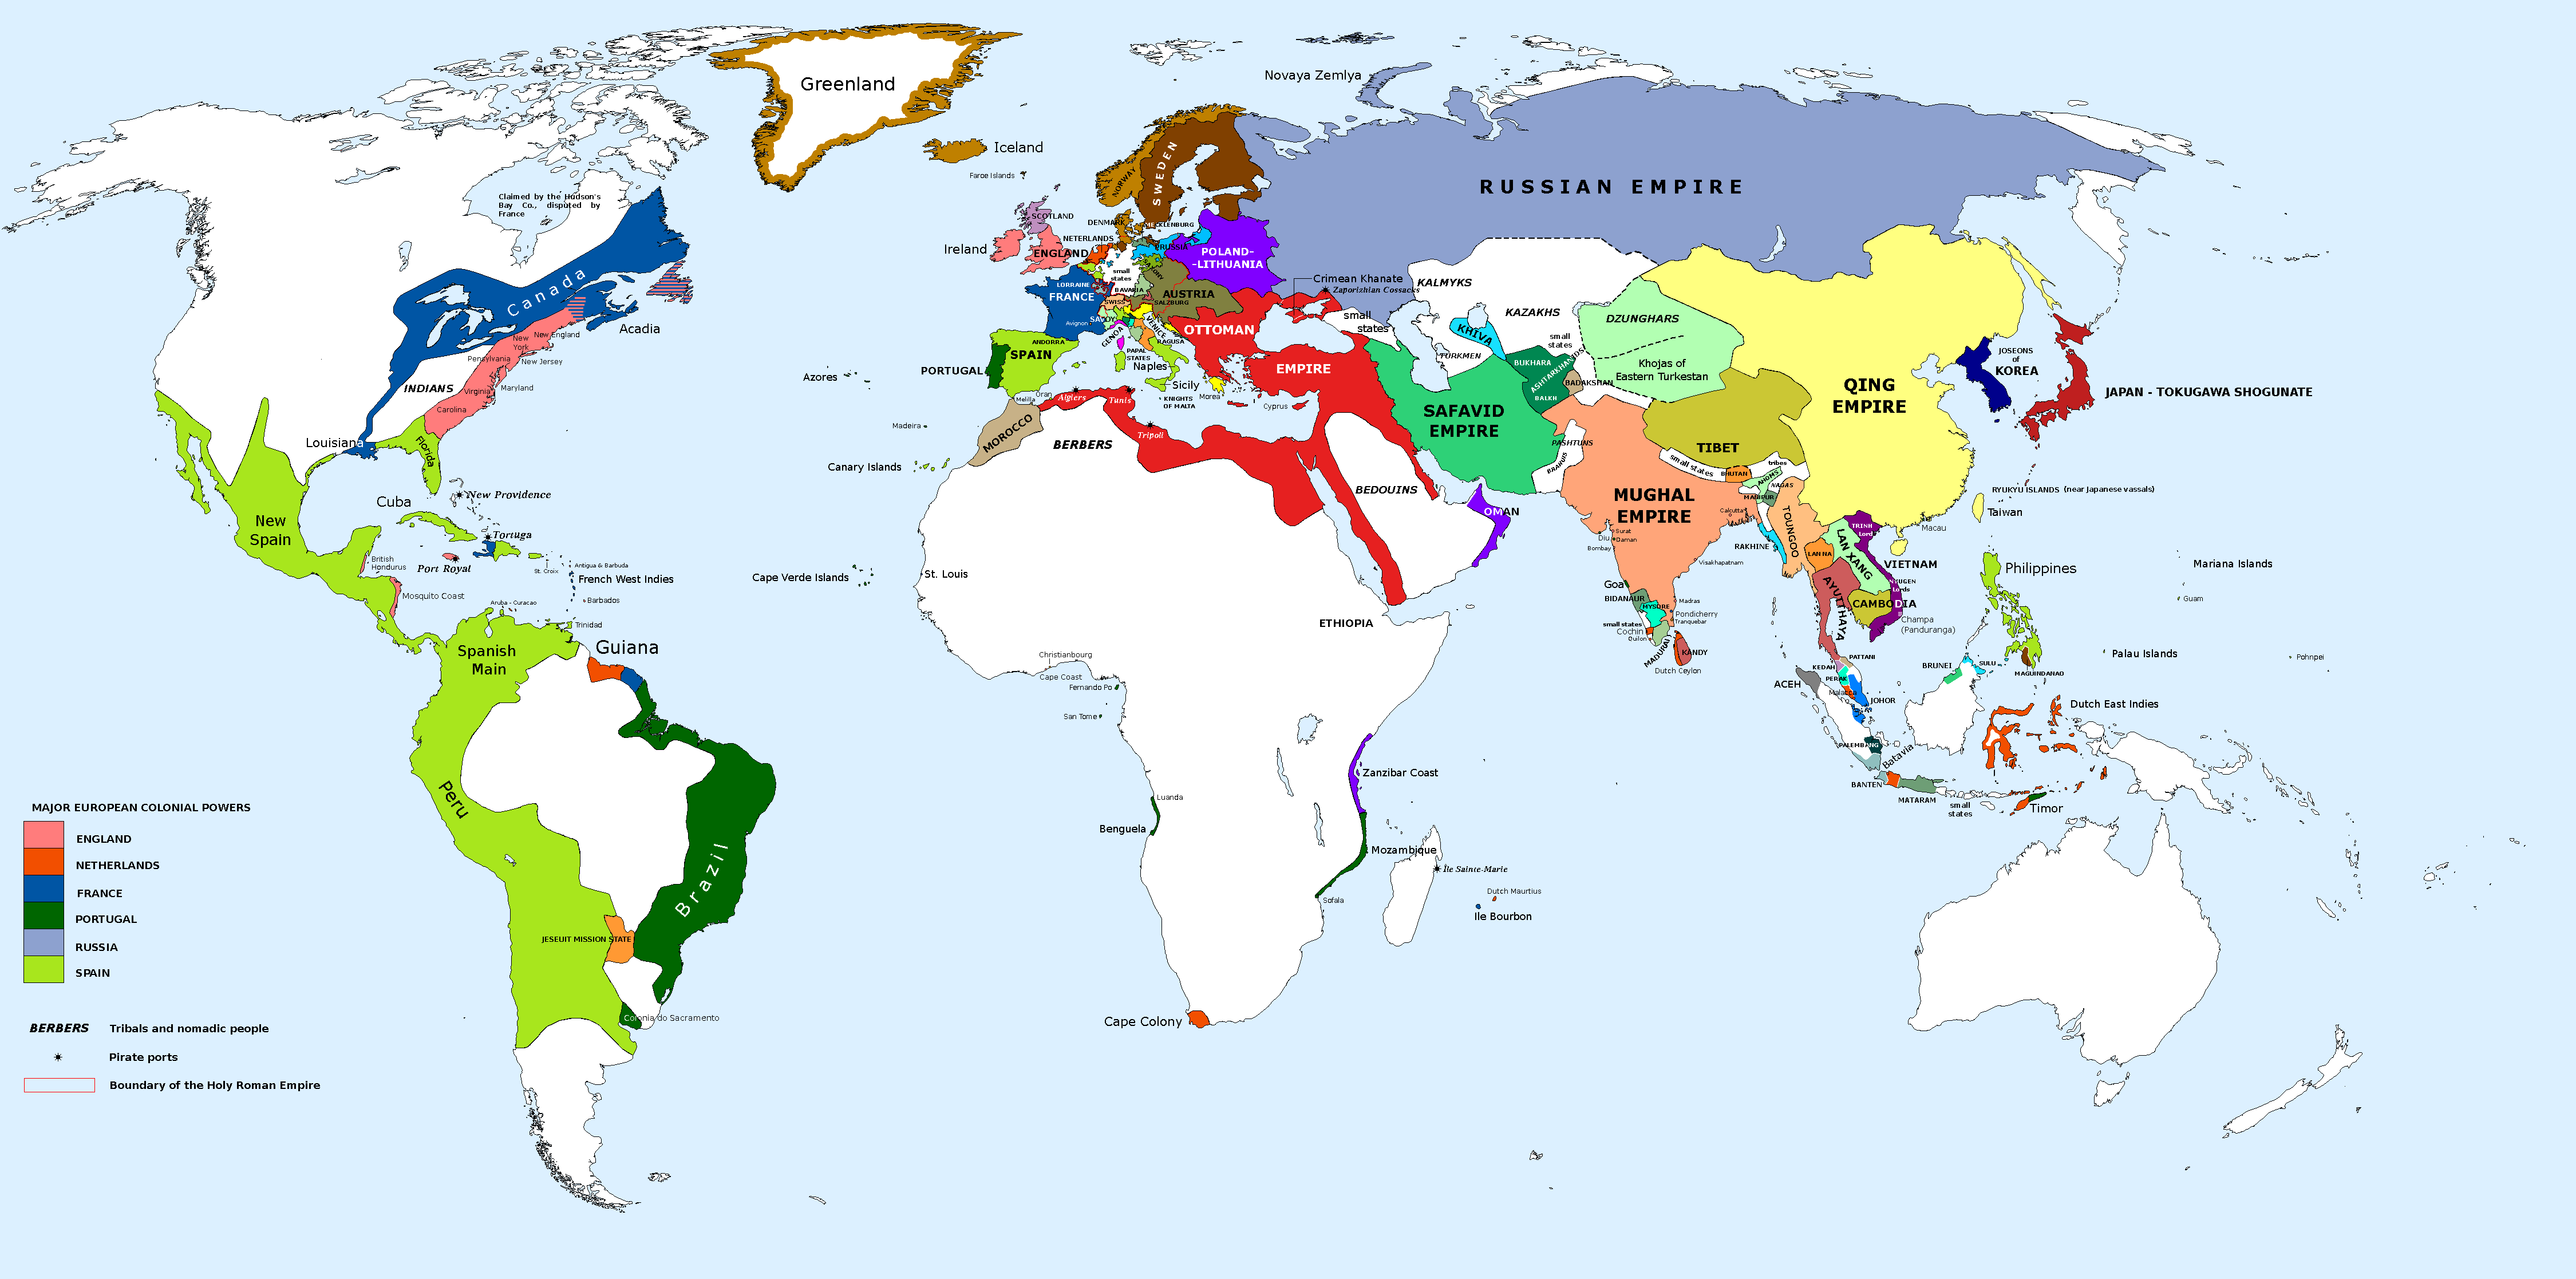 Greenland
Novaya Zemlya
Iceland
Faroe Islands
Claimed by the Hudson's
Bay Co., disputed by
France
RUSSIAN EMPIRE
SWEDEN
NORWAY
SCOTLAND
DENMARK
NETERLANDS
Ireland
ENGLAND
PRUSSIA
POLAND-
-LITHUANIA
small
states
SAXONY
LORRAINE
FRANCE
BAVARIA
AUSTRIA
SWISS
SALZBURG
SAVOY
Avignon
GENOA
VENICE
RAGUSA
PAPAL
STATES
Naples
Sicily
KNIGHTS
OF MALTA
Morea
Cyprus
ANDORRA
SPAIN
PORTUGAL
Crimean Khanate
Zaporizhian Cossacks
OTTOMAN
EMPIRE
small
states
KALMYKS
KAZAKHS
KHIVA
TURKMEN
small
states
BUKHARA
ASHTARKHANIDS
BALKH
BADAKSHAN
DZUNGHARS
Khojas of
Eastern Turkestan
QING
EMPIRE
TIBET
JOSEONS
of
KOREA
JAPAN - TOKUGAWA SHOGUNATE
RYUKYU ISLANDS (near Japanese vassals)
Taiwan
Macau
SAFAVID
EMPIRE
PASHTUNS
BRAHUIS
MUGHAL
EMPIRE
small states
BHUTAN
tribes
AHOMS
NAGAS
MANIPUR
Calcutta
Surat
Diu
Daman
Bombay
Visakhapatnam
Goa
BIDANAUR
MYSORE
Madras
Pondicherry
Tranquebar
small states
Cochin
Quilon
MADURAI
KANDY
Dutch Ceylon
RAKHINE
TOUNGOO
LAN NA
LAN XANG
TRINH
Lord
VIETNAM
NGUGEN
Lords
AYUTTHAYA
CAMBODIA
Champa
(Panduranga)
Philippines
Mariana Islands
Guam
Palau Islands
Pohnpei
PATTANI
KEDAH
PERAK
Malacca
JOHOR
ACEH
BRUNEI
SULU
MAGUINDANAO
Dutch East Indies
PALEMBANG
Batavia
BANTEN
MATARAM
small
states
Timor
Canada
Acadia
New England
New
York
Pensylvania
New Jersey
Maryland
Virginia
Carolina
INDIANS
Louisiana
Florida
New
Spain
Cuba
New Providence
Tortuga
Port Royal
British
Hondurus
Mosquito Coast
St. Croix
Antigua & Barbuda
French West Indies
Barbados
Aruba - Curacao
Trinidad
Spanish
Main
Guiana
Peru
Brazil
JESEUIT MISSION STATE
Colonia do Sacramento
Azores
Madeira
Canary Islands
Cape Verde Islands
Melilla
Oran
Algiers
Tunis
Tripoli
MOROCCO
BERBERS
BEDOUINS
OMAN
St. Louis
ETHIOPIA
Christianbourg
Cape Coast
Fernando Po
San Tome
Luanda
Benguela
Zanzibar Coast
Mozambique
Sofala
Île Sainte-Marie
Dutch Maurtius
Ile Bourbon
Cape Colony
MAJOR EUROPEAN COLONIAL POWERS
ENGLAND
NETHERLANDS
FRANCE
PORTUGAL
RUSSIA
SPAIN
BERBERS Tribals and nomadic people
Pirate ports
Boundary of the Holy Roman Empire